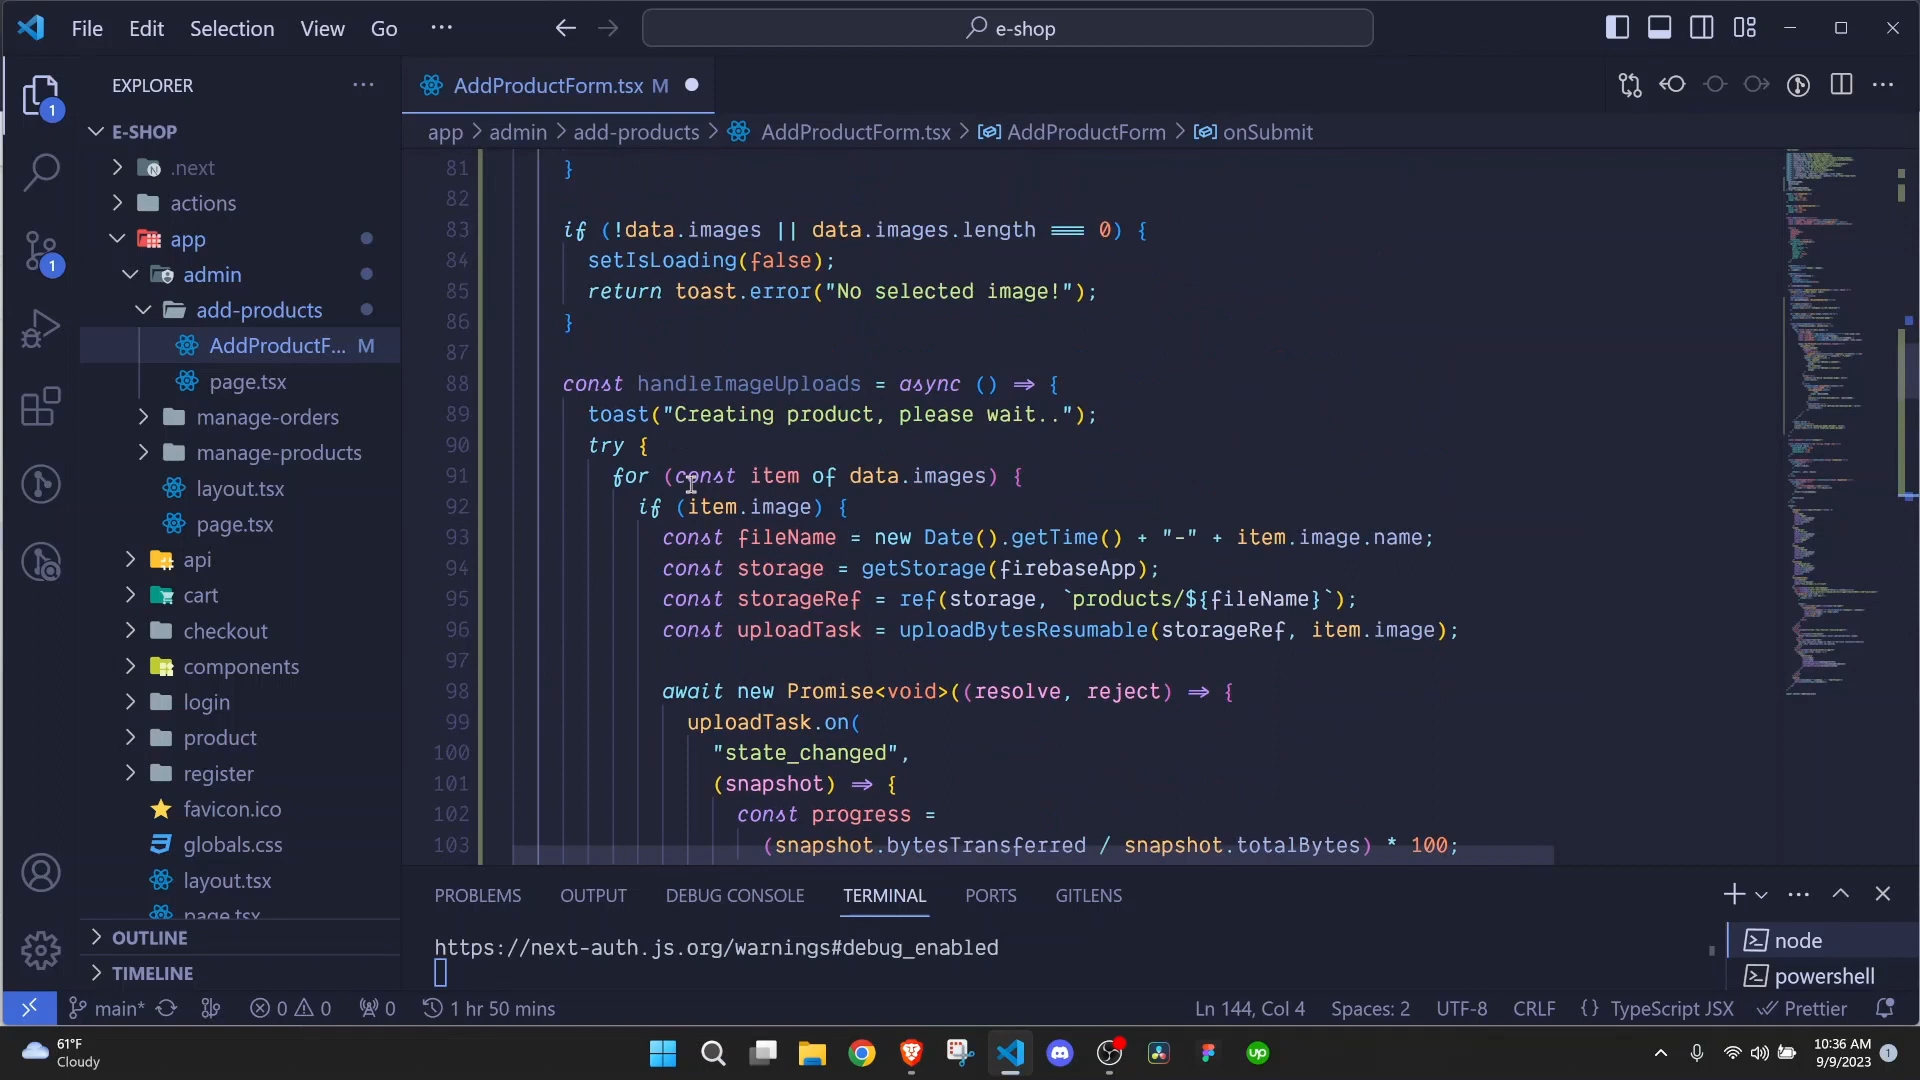 File Edit Selection View Go ···
e-shop
EXPLORER ···
E-SHOP
.next
actions
app
admin
add-products
AddProductF... M
page.tsx
manage-orders
manage-products
layout.tsx
page.tsx
api
cart
checkout
components
login
product
register
favicon.ico
globals.css
layout.tsx
page.tsx
OUTLINE
TIMELINE
AddProductForm.tsx M
app > admin > add-products > AddProductForm.tsx > AddProductForm > onSubmit
81 }
82
83 if (!data.images || data.images.length === 0) {
84 setIsLoading(false);
85 return toast.error("No selected image!");
86 }
87
88 const handleImageUploads = async () => {
89 toast("Creating product, please wait..");
90 try {
91 for (const item of data.images) {
92 if (item.image) {
93 const fileName = new Date().getTime() + "-" + item.image.name;
94 const storage = getStorage(firebaseApp);
95 const storageRef = ref(storage, `products/${fileName}`);
96 const uploadTask = uploadBytesResumable(storageRef, item.image);
97
98 await new Promise<void>((resolve, reject) => {
99 uploadTask.on(
100 "state_changed",
101 (snapshot) => {
102 const progress =
103 (snapshot.bytesTransferred / snapshot.totalBytes) * 100;
PROBLEMS OUTPUT DEBUG CONSOLE TERMINAL PORTS GITLENS
https://next-auth.js.org/warnings#debug_enabled
node
powershell
main* 0 0 0 1 hr 50 mins Ln 144, Col 4 Spaces: 2 UTF-8 CRLF {} TypeScript JSX Prettier
61°F
Cloudy
10:36 AM
9/9/2023